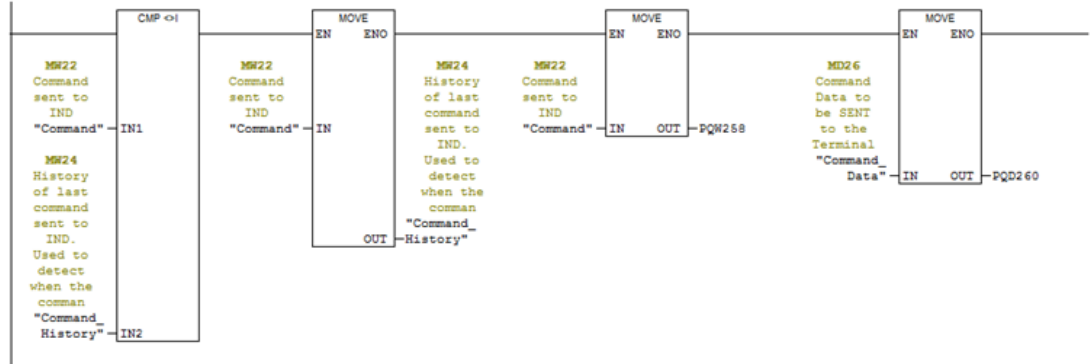 CMP <>I
MW22
Command
sent to
IND
"Command" IN1
MW24
History
of last
command
sent to
IND.
Used to
detect
when the
comman
"Command_
History" IN2
MOVE
EN ENO
MW22
Command
sent to
IND
"Command" IN
MW24
History
of last
command
sent to
IND.
Used to
detect
when the
comman
"Command_
OUT History"
MOVE
EN ENO
MW22
Command
sent to
IND
"Command" IN OUT PQW258
MOVE
EN ENO
MD26
Command
Data to
be SENT
to the
Terminal
"Command_
Data" IN OUT PQD260